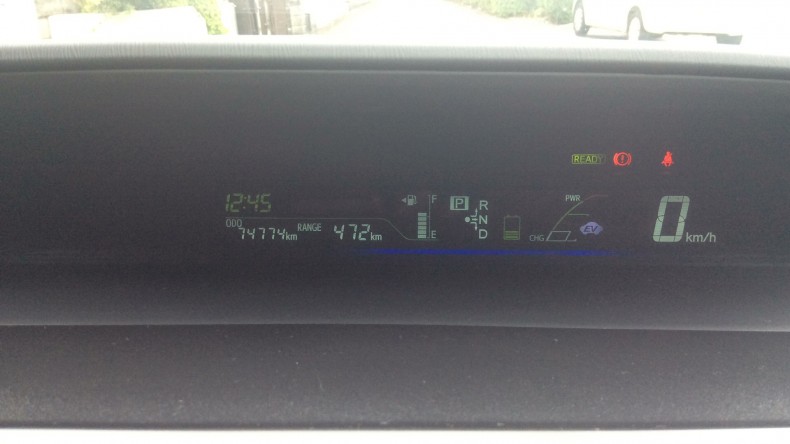 READY
12:45
F
P
R
PWR
ODO
N
EV
0
74774km
RANGE
472km
E
D
CHG
km/h